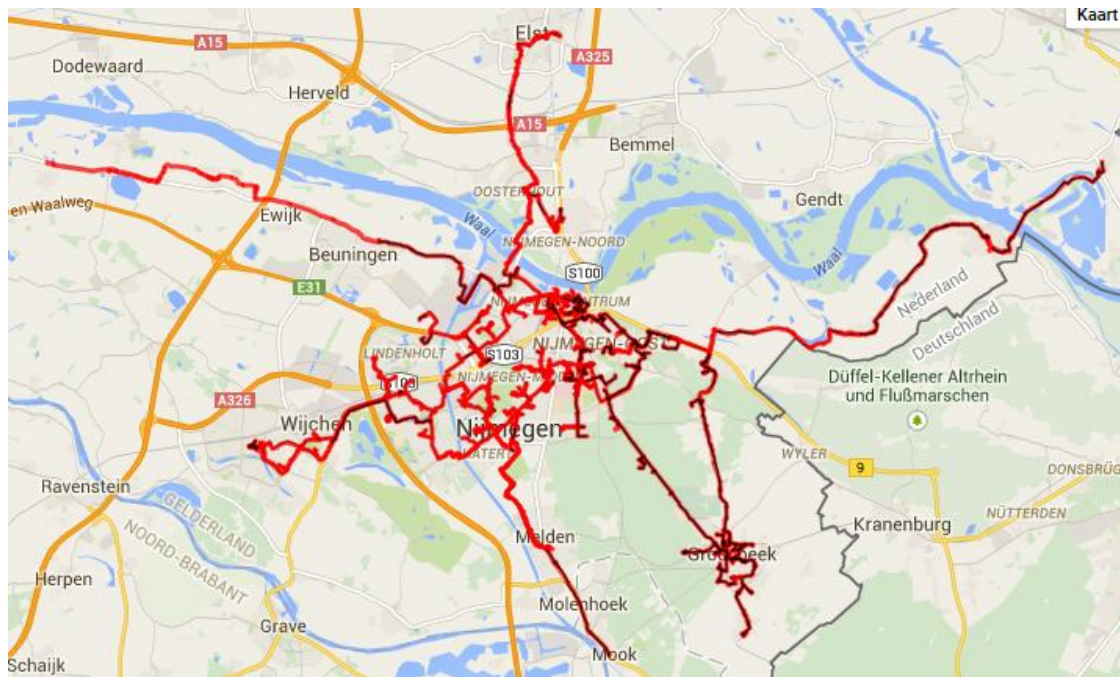 Kaart
Elst
A15
A325
Dodewaard
Herveld
A15
Bemmel
OOSTERHOUT
Gendt
Ewijk
en Waalweg
Waal
NIJMEGEN-NOORD
Waal
Beuningen
S100
Nederland
E31
Deutschland
LINDENHOLT
S103
NIJMEGEN-OOST
Düffel-Kellener Altrhein
und Flußmarschen
A326
Wijchen
Nijmegen
WYLER
9
DONSBRÜG
Ravenstein
NÜTTERDEN
GELDERLAND
Kranenburg
NOORD-BRABANT
Malden
Groesbeek
Herpen
Molenhoek
Grave
Mook
Schaijk